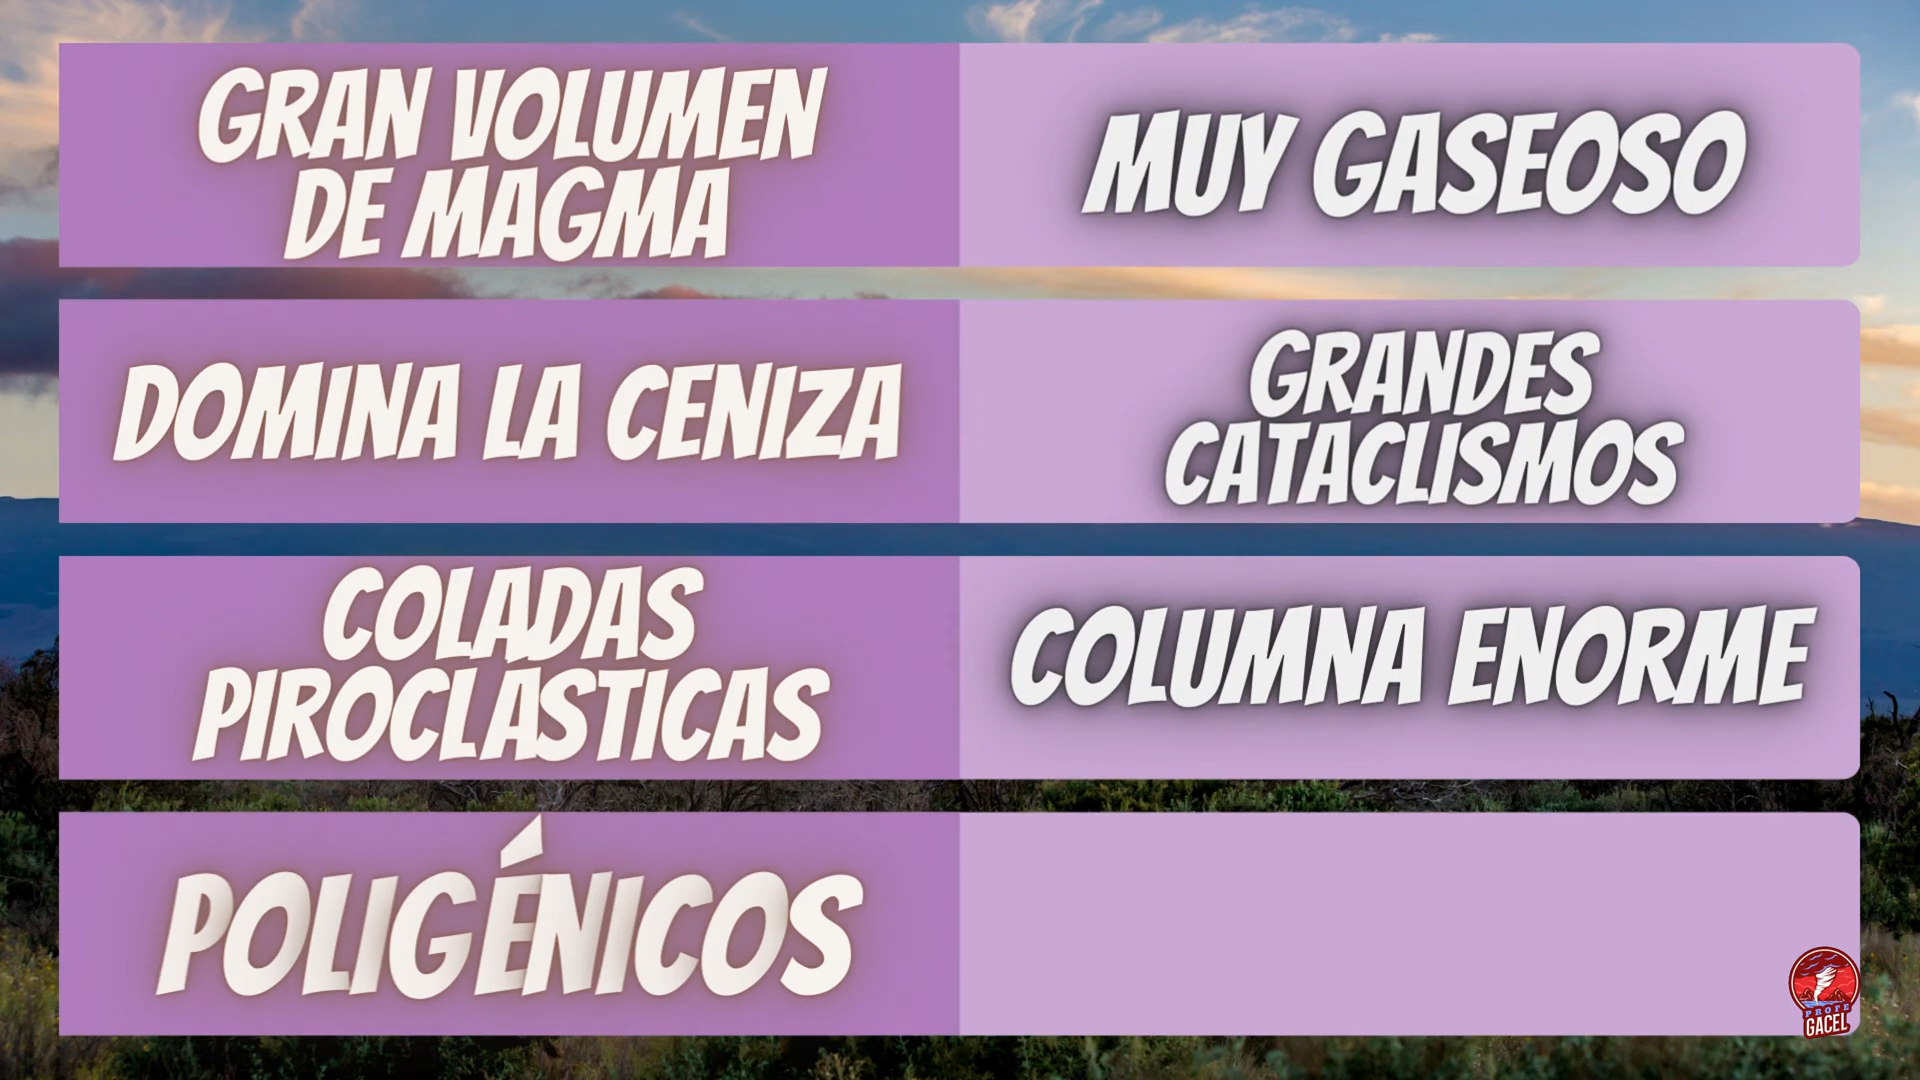 GRAN VOLUMEN
DE MAGMA
MUY GASEOSO
DOMINA LA CENIZA
GRANDES
CATACLISMOS
COLADAS
PIROCLÁSTICAS
COLUMNA ENORME
POLIGÉNICOS
PROFE
GACEL